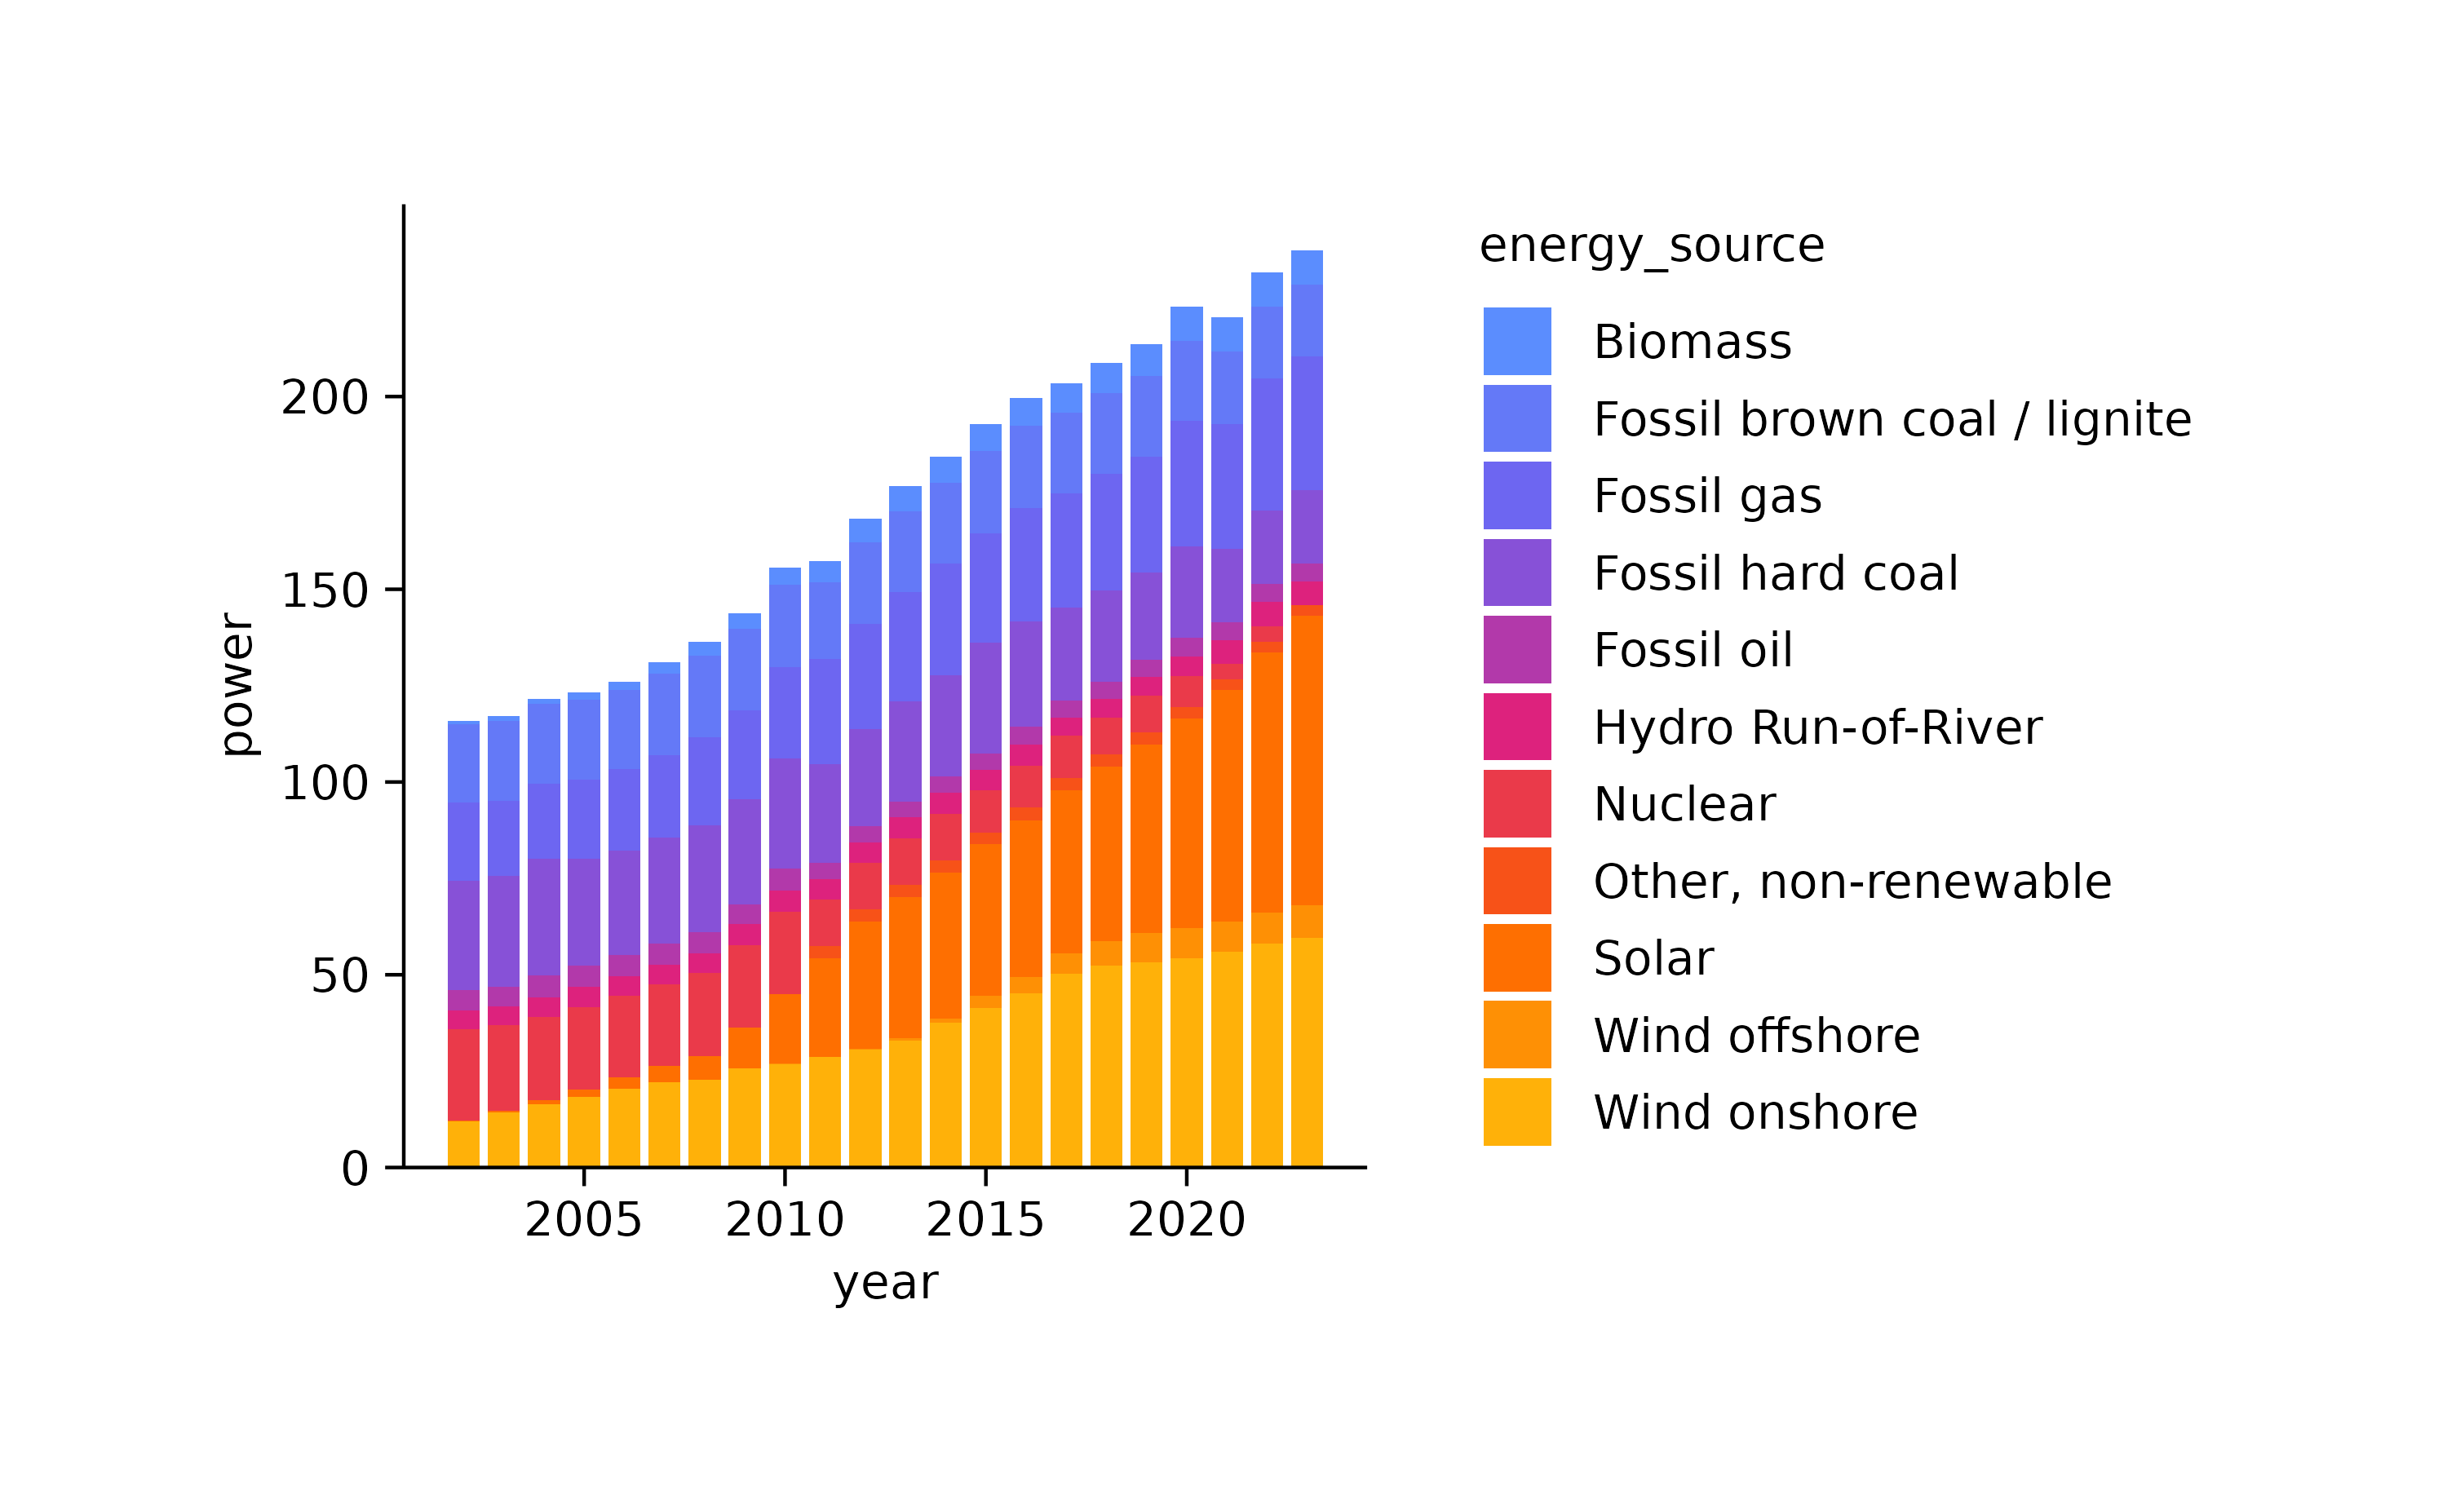 energy_source
Biomass
Fossil brown coal / lignite
Fossil gas
Fossil hard coal
Fossil oil
Hydro Run-of-River
Nuclear
Other, non-renewable
Solar
Wind offshore
Wind onshore
power
200
150
100
50
0
2005 2010 2015 2020
year